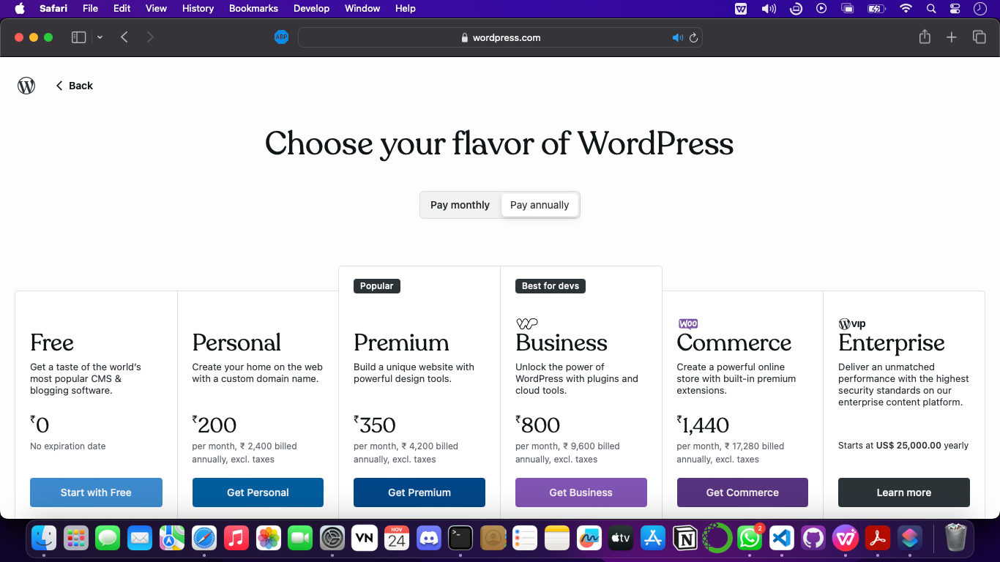 Safari File Edit View History Bookmarks Develop Window Help
ABP
wordpress.com
Back
Choose your flavor of WordPress
Pay monthly Pay annually
Popular
Best for devs
Free
Get a taste of the world's
most popular CMS &
blogging software.
₹0
No expiration date
Start with Free
Personal
Create your home on the web
with a custom domain name.
₹200
per month, ₹ 2,400 billed
annually, excl. taxes
Get Personal
Premium
Build a unique website with
powerful design tools.
₹350
per month, ₹ 4,200 billed
annually, excl. taxes
Get Premium
Business
Unlock the power of
WordPress with plugins and
cloud tools.
₹800
per month, ₹ 9,600 billed
annually, excl. taxes
Get Business
WOO
Commerce
Create a powerful online
store with built-in premium
extensions.
₹1,440
per month, ₹ 17,280 billed
annually, excl. taxes
Get Commerce
VIP
Enterprise
Deliver an unmatched
performance with the highest
security standards on our
enterprise content platform.
Starts at US$ 25,000.00 yearly
Learn more
VN
NOV
24
tv
2